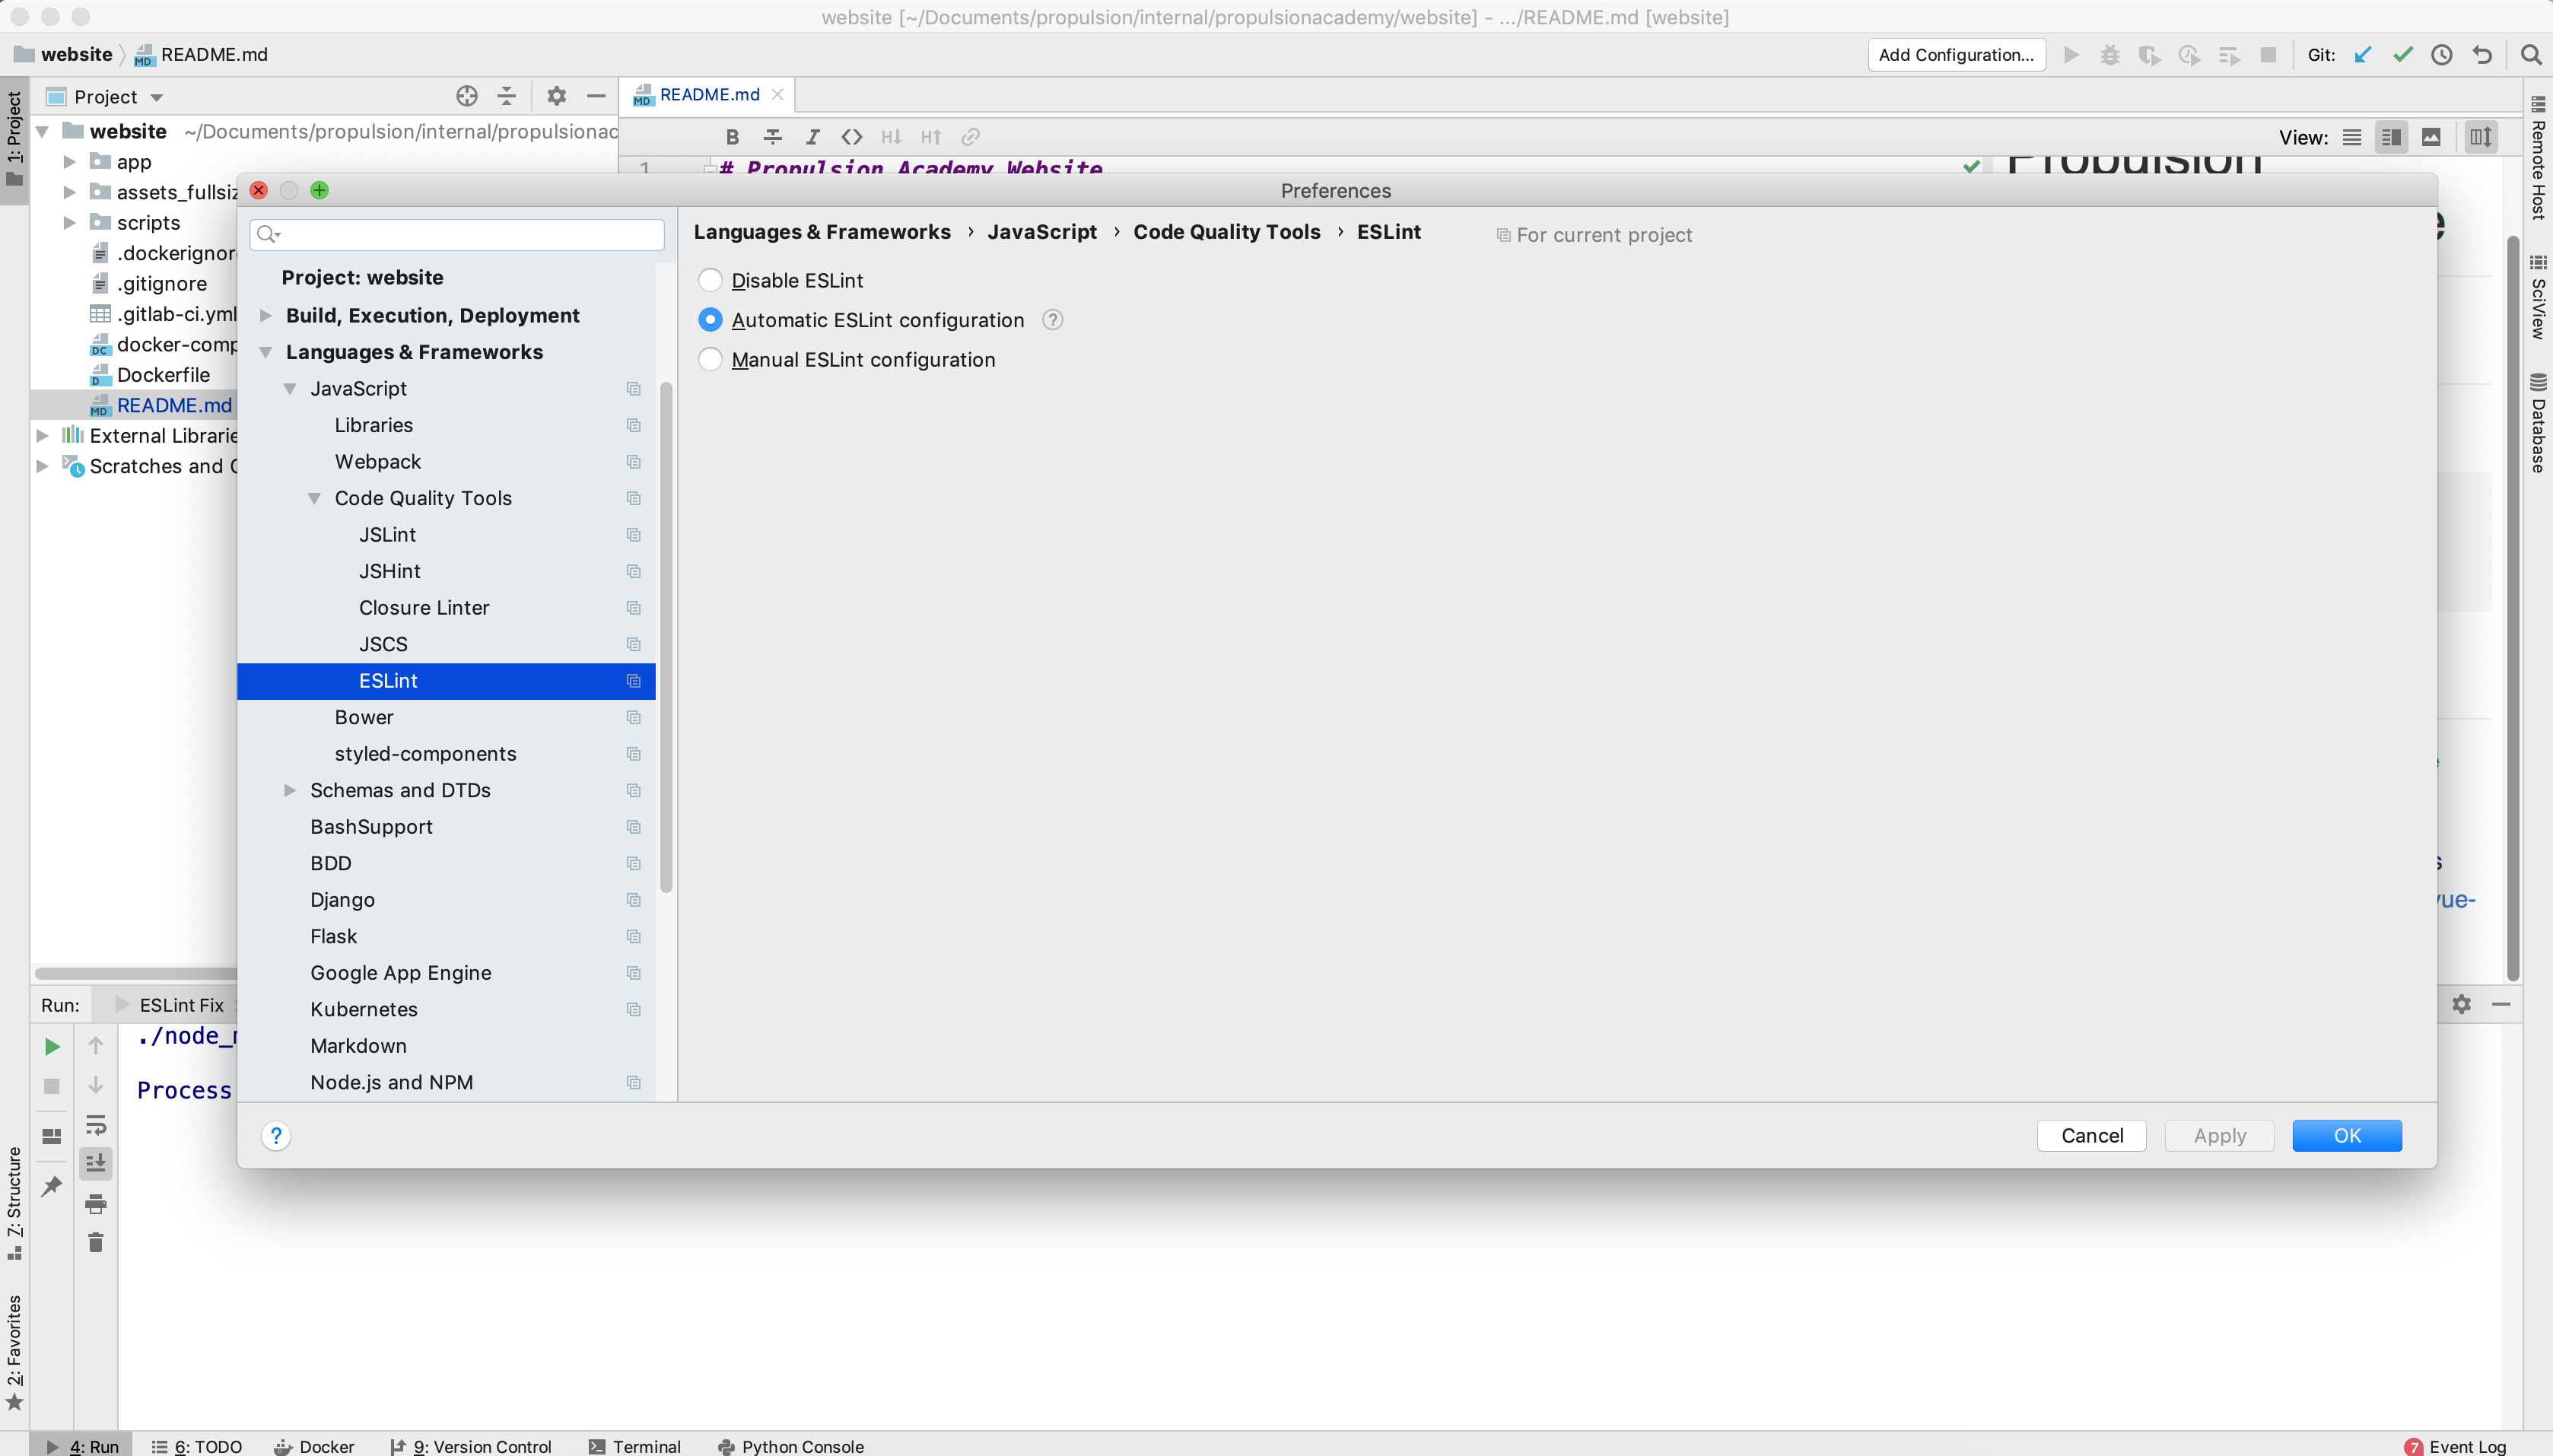 website [~/Documents/propulsion/internal/propulsionacademy/website] - .../README.md [website]
website
README.md
Add Configuration...
Git:
1: Project
Project
README.md
website ~/Documents/propulsion/internal/propulsionac
app
assets_fullsiz
scripts
.dockerignor
.gitignore
.gitlab-ci.yml
docker-comp
Dockerfile
README.md
External Librarie
Scratches and C
View:
1
# Propulsion Academy Website
Propulsion
Remote Host
SciView
Database
Preferences
Project: website
Build, Execution, Deployment
Languages & Frameworks
JavaScript
Libraries
Webpack
Code Quality Tools
JSLint
JSHint
Closure Linter
JSCS
ESLint
Bower
styled-components
Schemas and DTDs
BashSupport
BDD
Django
Flask
Google App Engine
Kubernetes
Markdown
Node.js and NPM
Languages & Frameworks › JavaScript › Code Quality Tools › ESLint
For current project
Disable ESLint
Automatic ESLint configuration
Manual ESLint configuration
Cancel
Apply
OK
vue-
Run:
ESLint Fix
./node_m
Process
7: Structure
2: Favorites
4: Run
6: TODO
Docker
9: Version Control
Terminal
Python Console
7 Event Log